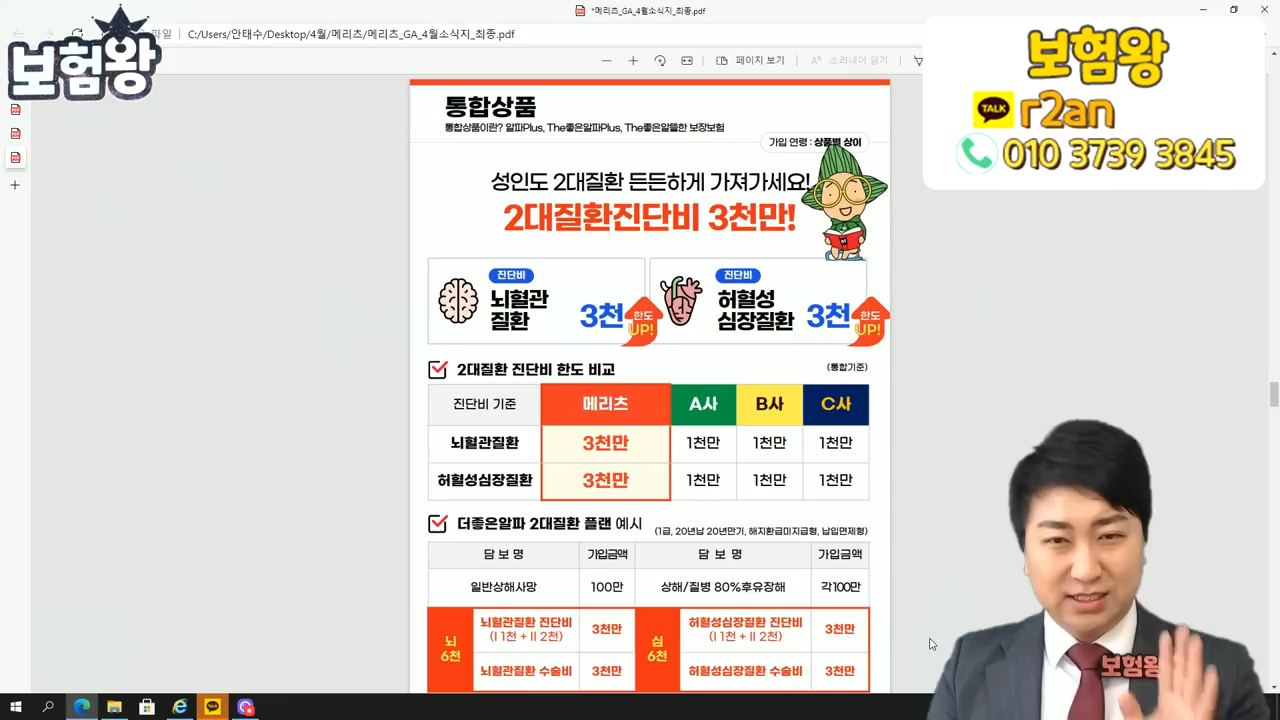 *메리츠_GA_4월소식지_최종.pdf
파일
C:/Users/안태수/Desktop/4월/메리츠/메리츠_GA_4월소식지_최종.pdf
보험왕
보험왕
TALK r2an
010 3739 3845
페이지 보기
소리내어 읽기
통합상품
통합상품이란? 알파Plus, The좋은알파Plus, The좋은알뜰한 보장보험
가입 연령 : 상품별 상이
성인도 2대질환 든든하게 가져가세요!
2대질환진단비 3천만!
진단비
뇌혈관
질환
3천
한도
UP!
진단비
허혈성
심장질환
3천
한도
UP!
2대질환 진단비 한도 비교
(통합기준)
진단비 기준 메리츠 A사 B사 C사
뇌혈관질환 3천만 1천만 1천만 1천만
허혈성심장질환 3천만 1천만 1천만 1천만
더좋은알파 2대질환 플랜 예시
(1급, 20년납 20년만기, 해지환급미지급형, 납입면제형)
담 보 명 가입금액 담 보 명 가입금액
일반상해사망 100만 상해/질병 80%후유장해 각100만
뇌
6천
뇌혈관질환 진단비
(I 1천 + II 2천)
3천만
심
6천
허혈성심장질환 진단비
(I 1천 + II 2천)
3천만
뇌혈관질환 수술비 3천만
허혈성심장질환 수술비 3천만
보험왕
TALK